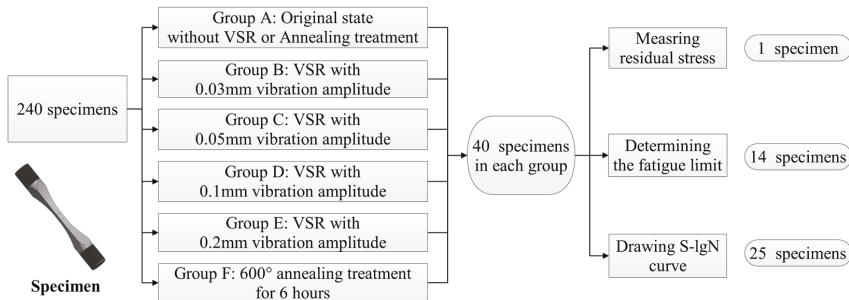 240 specimens
Specimen
Group A: Original state
without VSR or Annealing treatment
Group B: VSR with
0.03mm vibration amplitude
Group C: VSR with
0.05mm vibration amplitude
Group D: VSR with
0.1mm vibration amplitude
Group E: VSR with
0.2mm vibration amplitude
Group F: 600° annealing treatment
for 6 hours
40 specimens
in each group
Measring
residual stress
1 specimen
Determining
the fatigue limit
14 specimens
Drawing S-lgN
curve
25 specimens